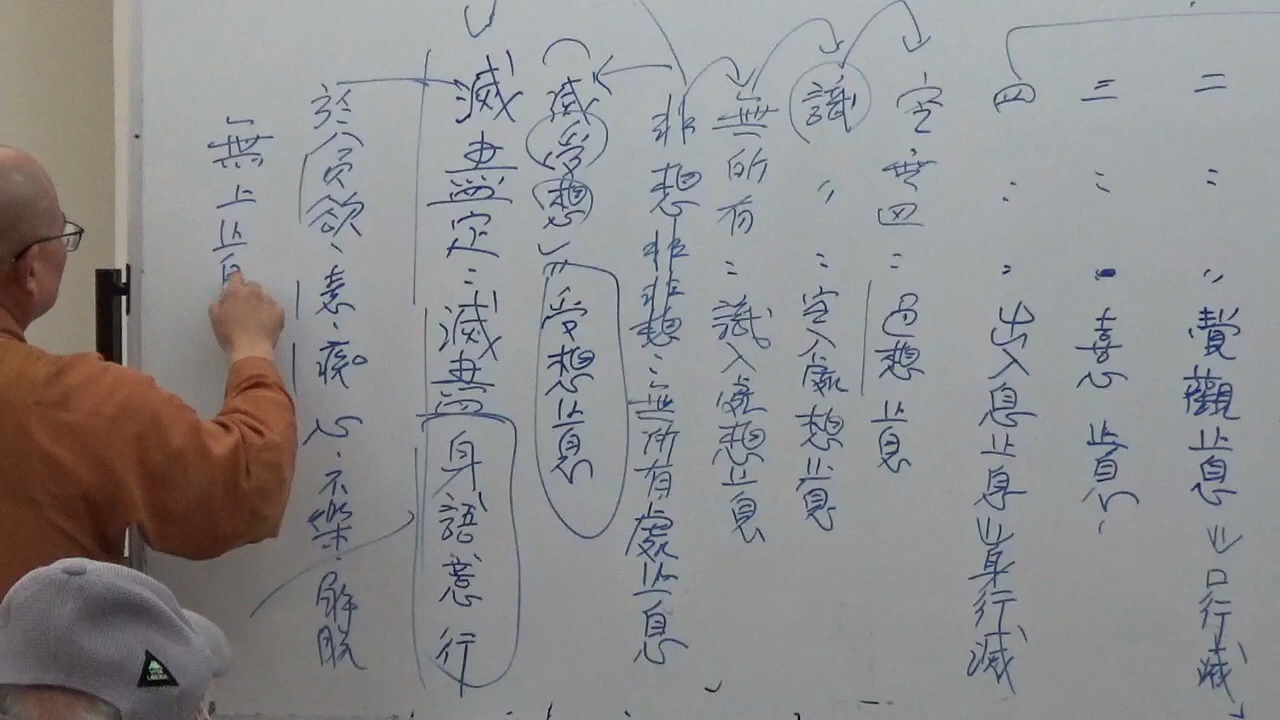 二 〃 〃 覺觀止息 ⇒ 口行滅
三 〃 〃 喜心止息
四 〃 〃 出入息止息 ⇒ 身行滅
空無边 〃 色想止息
識 〃 〃 空入處想止息
無所有 〃 識入處想止息
非想非非想 : 無所有處止息
(滅受想) ⇒ 受想止息
滅盡定 : 滅盡身語意行
於貪欲、恚、癡心不樂、解脫
無上止息